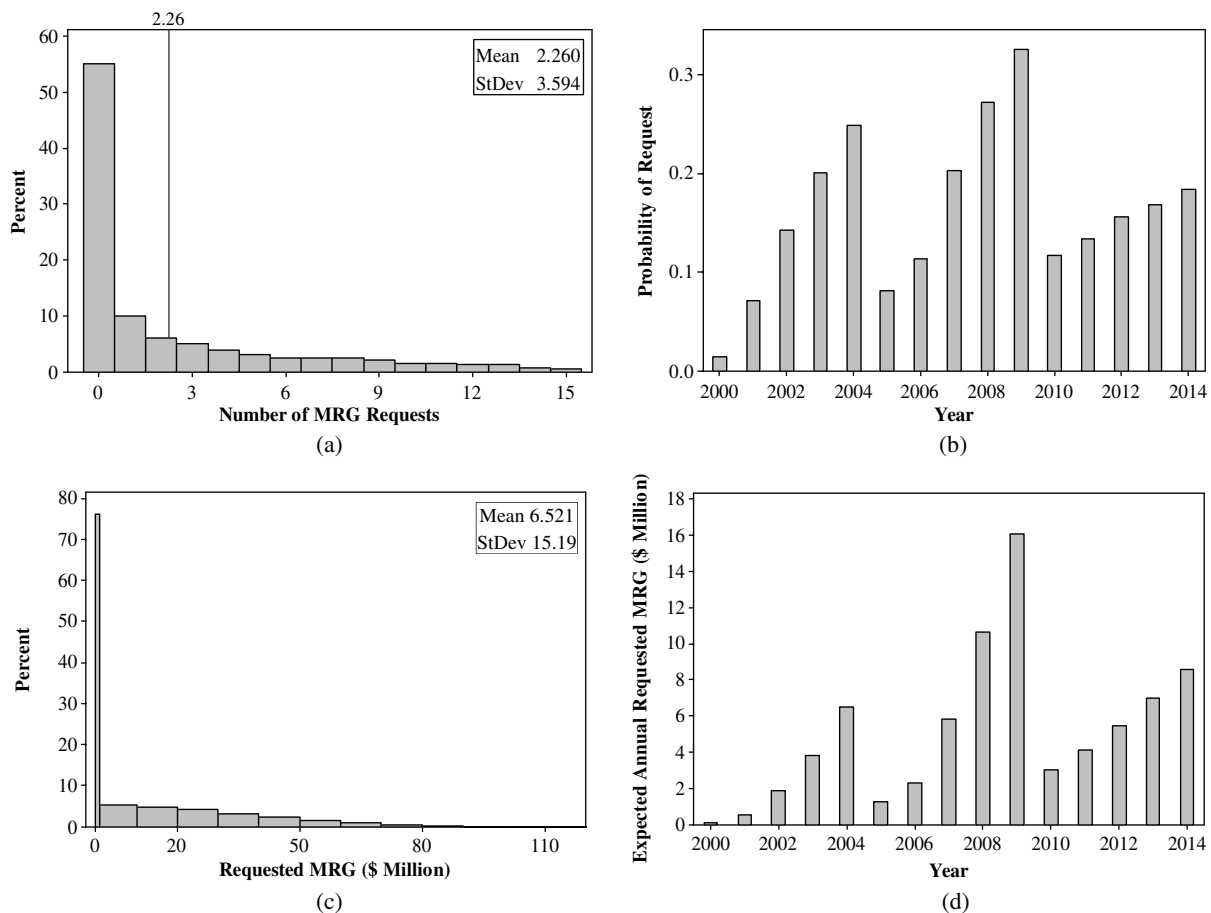 2.26
60
50
40
30
20
10
0
Percent
Mean 2.260
StDev 3.594
0 3 6 9 12 15
Number of MRG Requests
(a)
0.3
0.2
0.1
0.0
Probability of Request
2000 2002 2004 2006 2008 2010 2012 2014
Year
(b)
80
70
60
50
40
30
20
10
0
Percent
Mean 6.521
StDev 15.19
0 20 50 80 110
Requested MRG ($ Million)
(c)
18
16
14
12
10
8
6
4
2
0
Expected Annual Requested MRG ($ Million)
2000 2002 2004 2006 2008 2010 2012 2014
Year
(d)